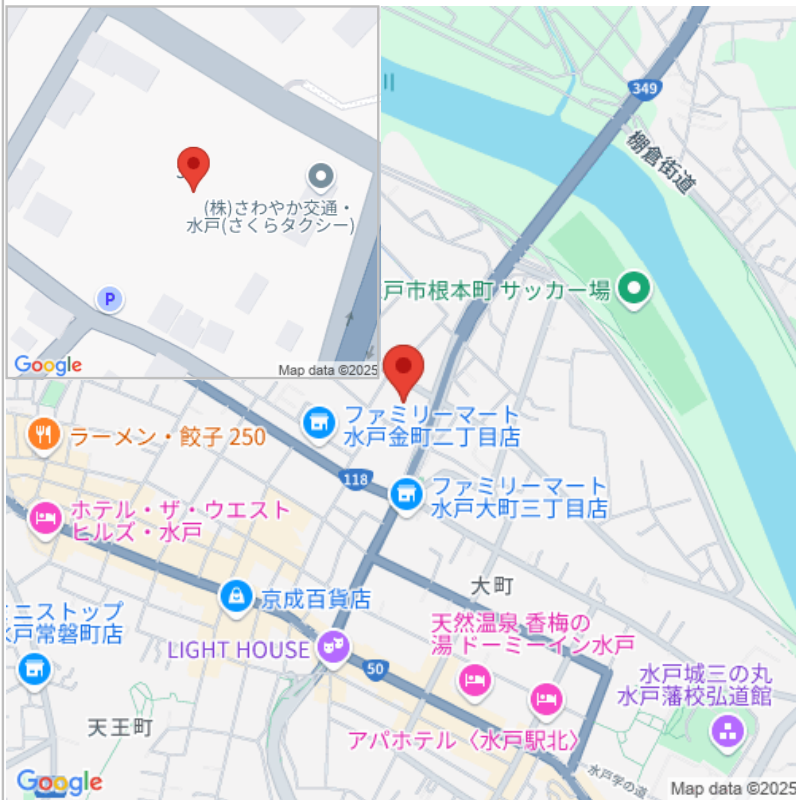 (株)さわやか交通・
水戸(さくらタクシー)
P
Google
Map data ©2025
349
棚倉街道
戸市根本町 サッカー場
ファミリーマート
水戸金町二丁目店
ラーメン・餃子 250
118
ファミリーマート
水戸大町三丁目店
ホテル・ザ・ウエスト
ヒルズ・水戸
大町
京成百貨店
ニストップ
戸常磐町店
天然温泉 香梅の
湯 ドーミーイン水戸
LIGHT HOUSE
50
水戸城三の丸
水戸藩校弘道館
天王町
アパホテル〈水戸駅北〉
水戸学の道
Google
Map data ©2025